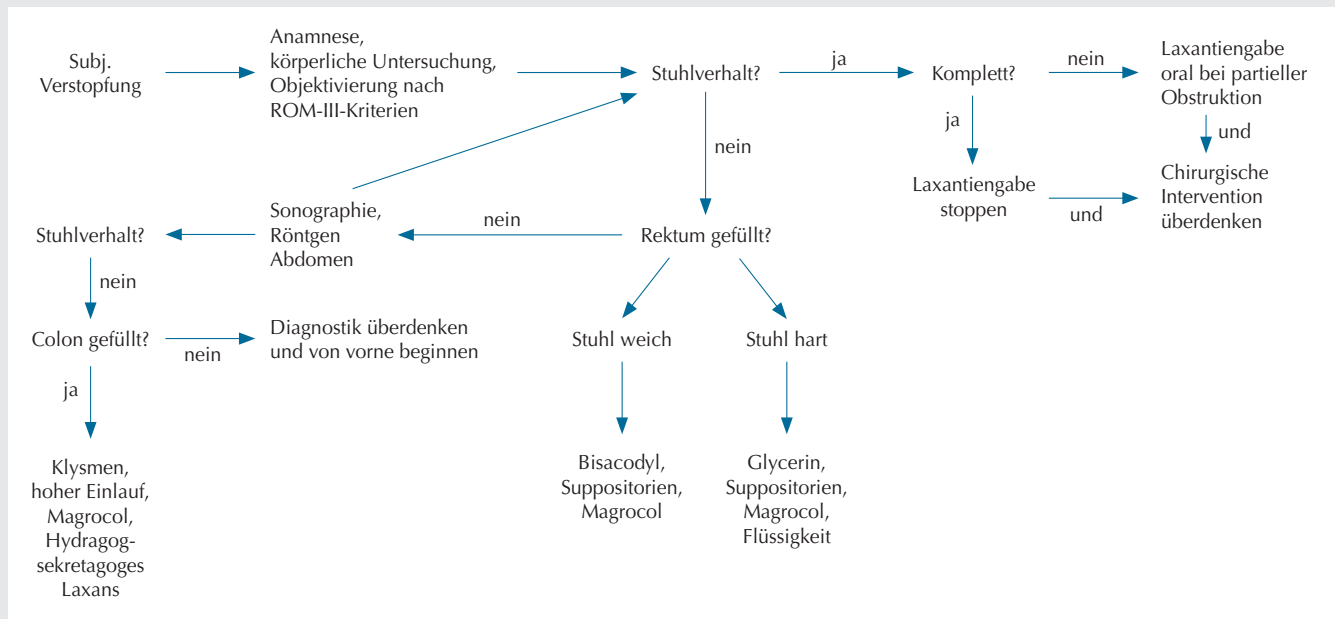 Subj.
Verstopfung
Anamnese,
körperliche Untersuchung,
Objektivierung nach
ROM-III-Kriterien
Stuhlverhalt?
ja
Komplett?
nein
Laxantiengabe
oral bei partieller
Obstruktion
nein
ja
und
Laxantiengabe
stoppen
und
Chirurgische
Intervention
überdenken
Stuhlverhalt?
Sonographie,
Röntgen
Abdomen
nein
Rektum gefüllt?
nein
Colon gefüllt?
nein
Diagnostik überdenken
und von vorne beginnen
Stuhl weich
Stuhl hart
ja
Klysmen,
hoher Einlauf,
Magrocol,
Hydragog-
sekretagoges
Laxans
Bisacodyl,
Suppositorien,
Magrocol
Glycerin,
Suppositorien,
Magrocol,
Flüssigkeit